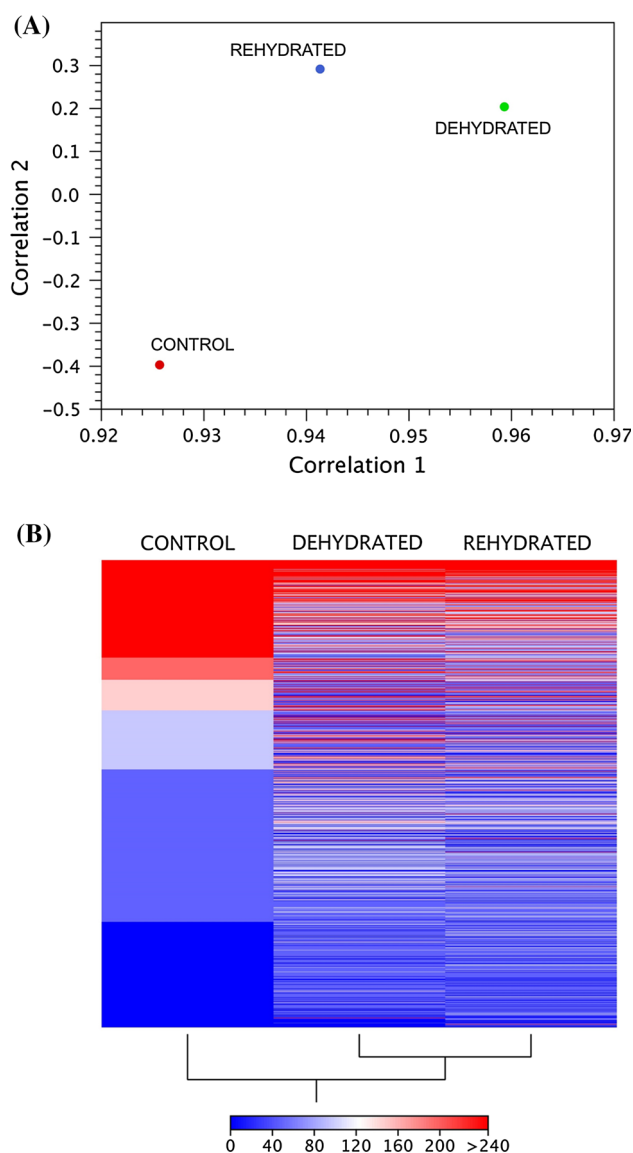 (A)
REHYDRATED
DEHYDRATED
CONTROL
Correlation 2
0.3
0.2
0.1
0.0
−0.1
−0.2
−0.3
−0.4
−0.5
0.92 0.93 0.94 0.95 0.96 0.97
Correlation 1
(B)
CONTROL DEHYDRATED REHYDRATED
0 40 80 120 160 200 >240